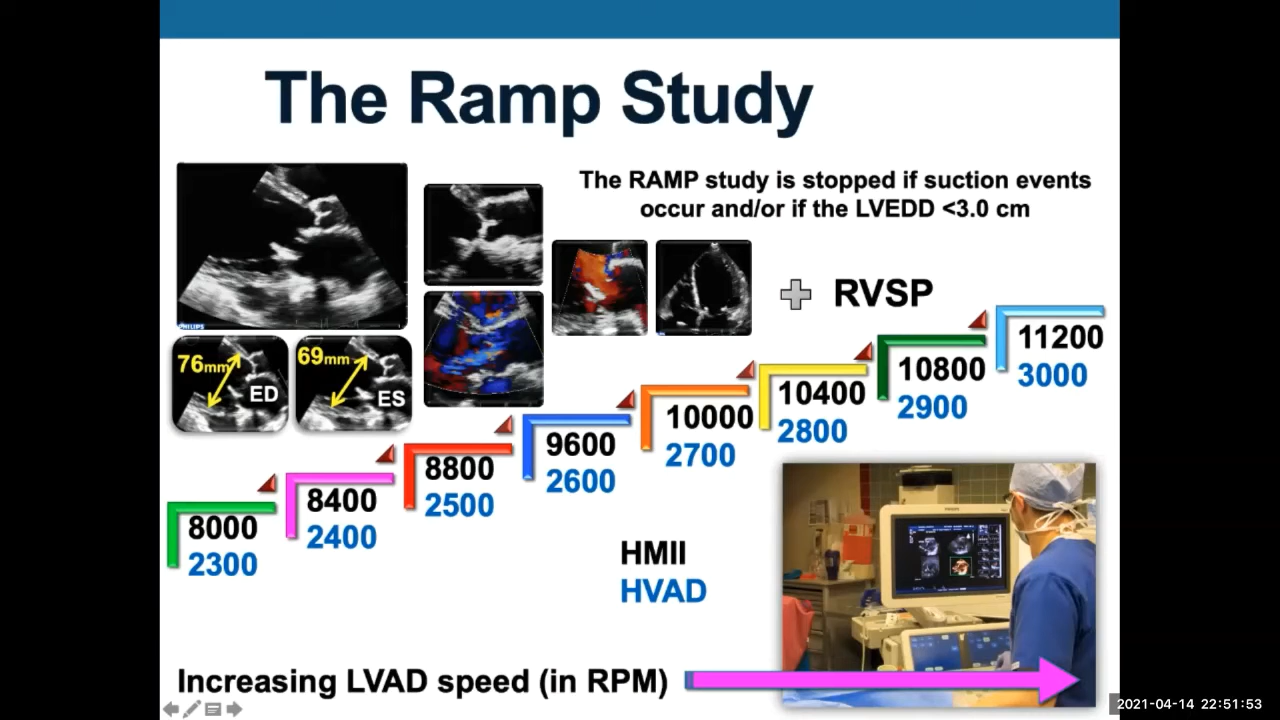 The Ramp Study
The RAMP study is stopped if suction events
occur and/or if the LVEDD <3.0 cm
RVSP
PHILIPS
76mm
ED
69mm
ES
8000
2300
8400
2400
8800
2500
9600
2600
10000
2700
10400
2800
10800
2900
11200
3000
HMII
HVAD
Increasing LVAD speed (in RPM)
2021-04-14 22:51:53